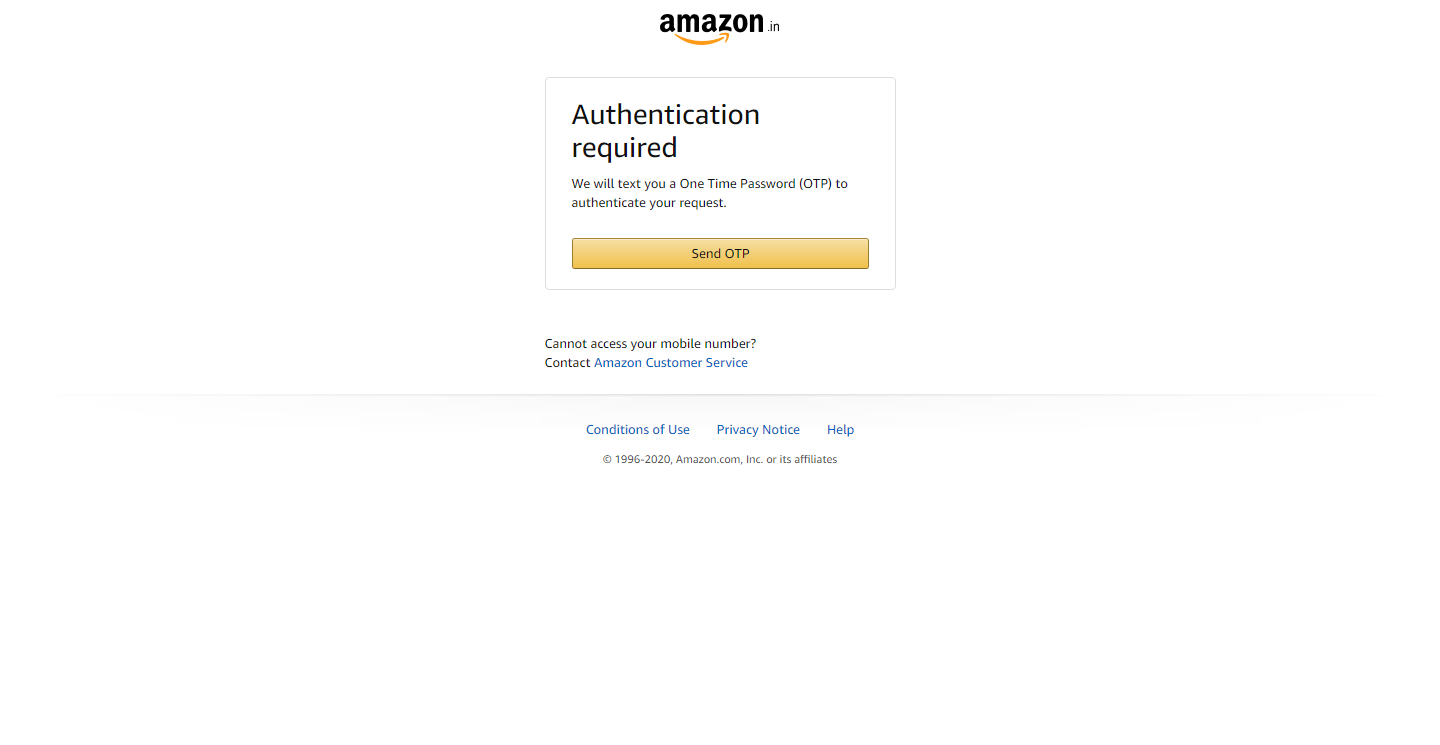 amazon.in
Authentication
required
We will text you a One Time Password (OTP) to
authenticate your request.
Send OTP
Cannot access your mobile number?
Contact Amazon Customer Service
Conditions of Use Privacy Notice Help
© 1996-2020, Amazon.com, Inc. or its affiliates